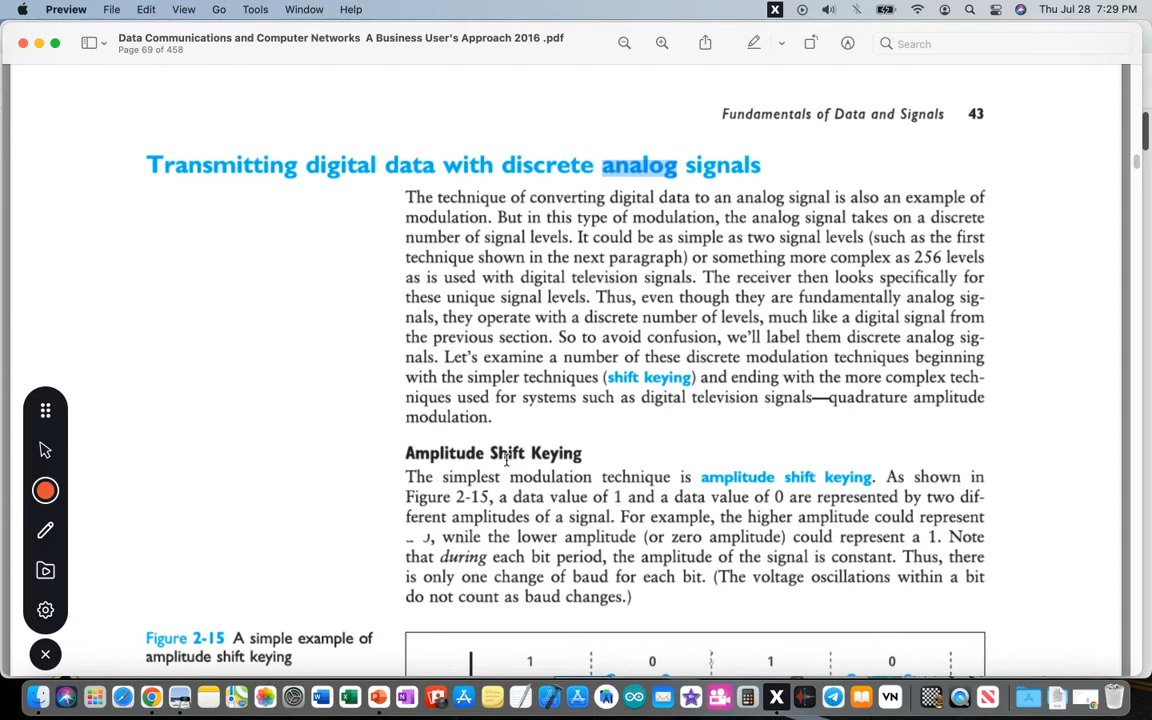 Preview File Edit View Go Tools Window Help X Thu Jul 28 7:29 PM
Data Communications and Computer Networks A Business User's Approach 2016 .pdf
Page 69 of 458
Search
Fundamentals of Data and Signals 43
Transmitting digital data with discrete analog signals
The technique of converting digital data to an analog signal is also an example of
modulation. But in this type of modulation, the analog signal takes on a discrete
number of signal levels. It could be as simple as two signal levels (such as the first
technique shown in the next paragraph) or something more complex as 256 levels
as is used with digital television signals. The receiver then looks specifically for
these unique signal levels. Thus, even though they are fundamentally analog sig-
nals, they operate with a discrete number of levels, much like a digital signal from
the previous section. So to avoid confusion, we'll label them discrete analog sig-
nals. Let's examine a number of these discrete modulation techniques beginning
with the simpler techniques (shift keying) and ending with the more complex tech-
niques used for systems such as digital television signals—quadrature amplitude
modulation.
Amplitude Shift Keying
The simplest modulation technique is amplitude shift keying. As shown in
Figure 2-15, a data value of 1 and a data value of 0 are represented by two dif-
ferent amplitudes of a signal. For example, the higher amplitude could represent
, while the lower amplitude (or zero amplitude) could represent a 1. Note
that during each bit period, the amplitude of the signal is constant. Thus, there
is only one change of baud for each bit. (The voltage oscillations within a bit
do not count as baud changes.)
Figure 2-15 A simple example of
amplitude shift keying
1 0 1 0
X VN N